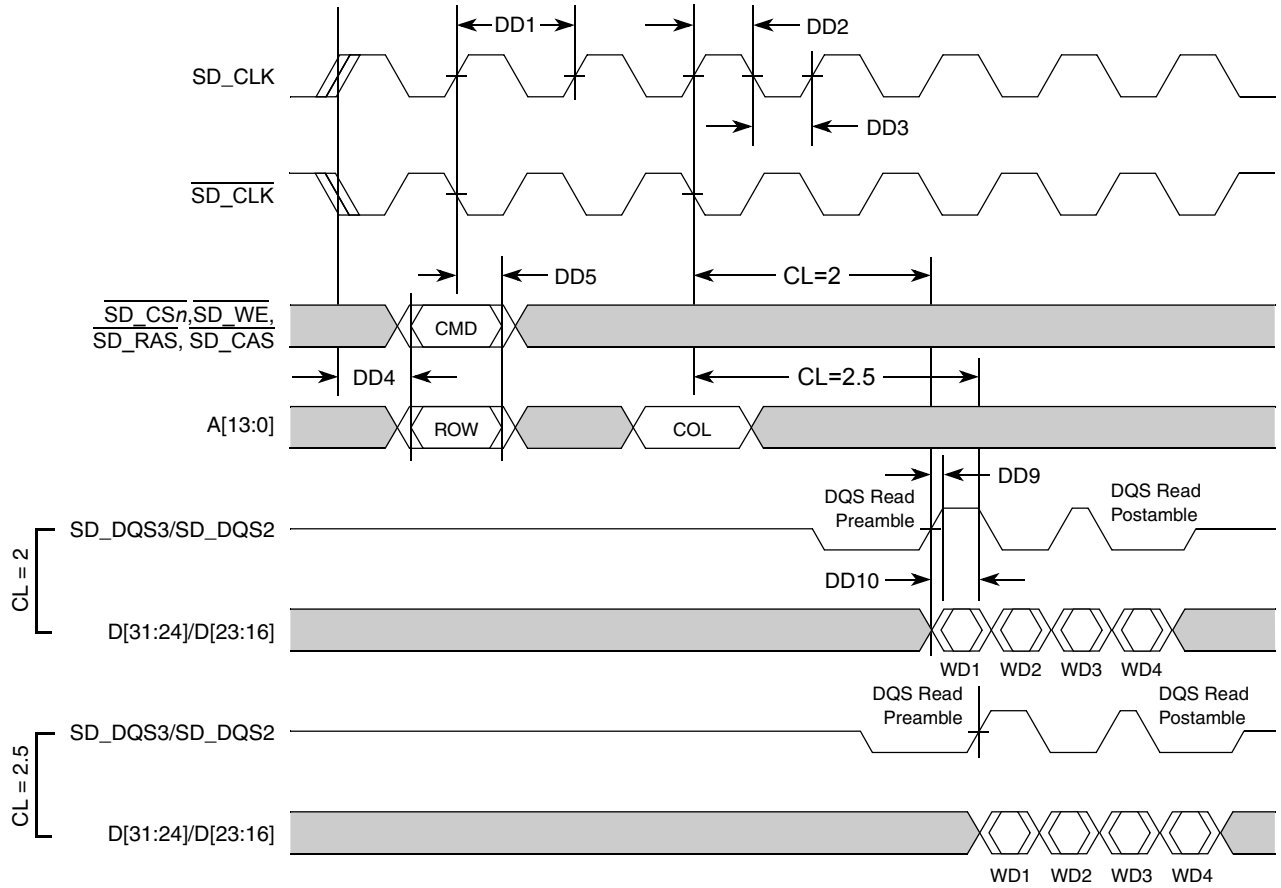 DD1
DD2
SD_CLK
DD3
SD_CLK
DD5
CL=2
SD_CSn,SD_WE,
SD_RAS, SD_CAS
CMD
DD4
CL=2.5
A[13:0]
ROW
COL
DD9
DQS Read
Preamble
DQS Read
Postamble
SD_DQS3/SD_DQS2
CL = 2
DD10
D[31:24]/D[23:16]
WD1
WD2
WD3
WD4
DQS Read
Preamble
DQS Read
Postamble
SD_DQS3/SD_DQS2
CL = 2.5
D[31:24]/D[23:16]
WD1
WD2
WD3
WD4